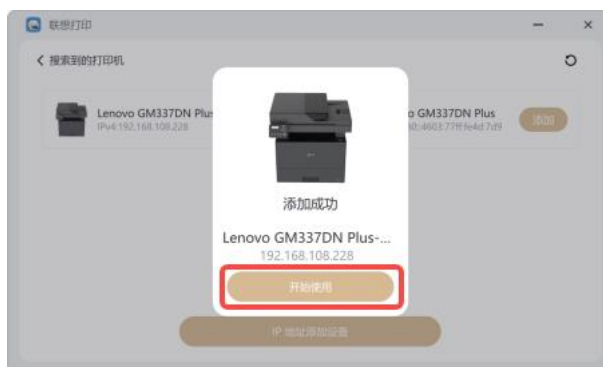 联想打印
搜索到的打印机
Lenovo GM337DN Plus
IPv4:192.168.108.228
GM337DN Plus
添加
添加成功
Lenovo GM337DN Plus-...
192.168.108.228
开始使用
IP 地址添加设备